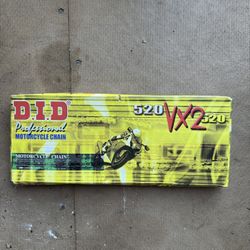 D.I.D
Professional
MOTORCYCLE CHAIN
520 VX2 520
MOTORCYCLE CHAIN